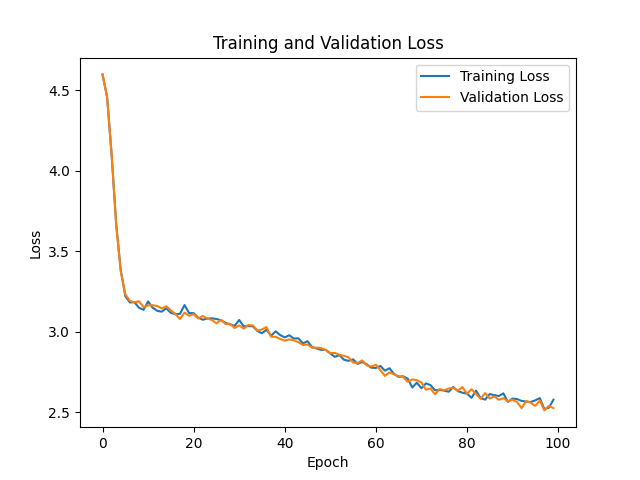 Training and Validation Loss
Training Loss
Validation Loss
4.5
4.0
3.5
3.0
2.5
Loss
0 20 40 60 80 100
Epoch